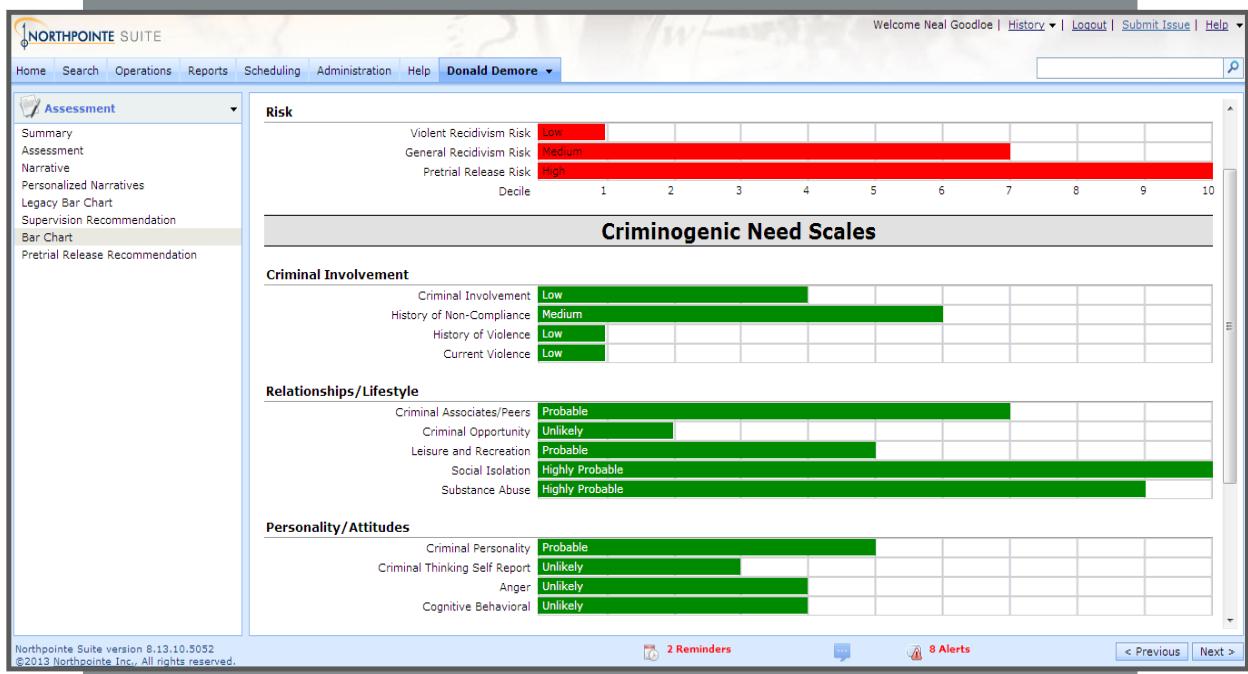 NORTHPOINTE SUITE
Welcome Neal Goodloe | History | Logout | Submit Issue | Help
Home Search Operations Reports Scheduling Administration Help Donald Demore
Assessment
Summary
Assessment
Narrative
Personalized Narratives
Legacy Bar Chart
Supervision Recommendation
Bar Chart
Pretrial Release Recommendation
Risk
Violent Recidivism Risk Low
General Recidivism Risk Medium
Pretrial Release Risk High
Decile 1 2 3 4 5 6 7 8 9 10
Criminogenic Need Scales
Criminal Involvement
Criminal Involvement Low
History of Non-Compliance Medium
History of Violence Low
Current Violence Low
Relationships/Lifestyle
Criminal Associates/Peers Probable
Criminal Opportunity Unlikely
Leisure and Recreation Probable
Social Isolation Highly Probable
Substance Abuse Highly Probable
Personality/Attitudes
Criminal Personality Probable
Criminal Thinking Self Report Unlikely
Anger Unlikely
Cognitive Behavioral Unlikely
Northpointe Suite version 8.13.10.5052
©2013 Northpointe Inc., All rights reserved.
2 Reminders
8 Alerts
< Previous Next >